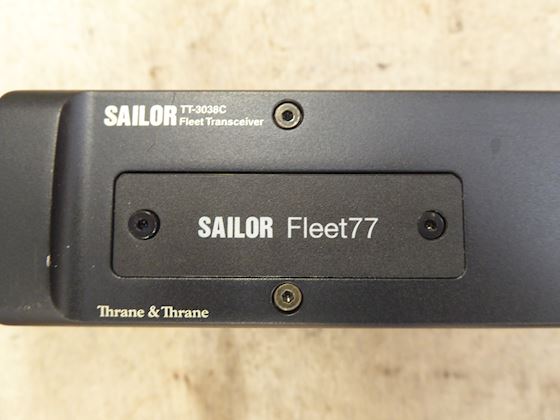 SAILOR TT-3038C
Fleet Transceiver
SAILOR Fleet77
Thrane & Thrane